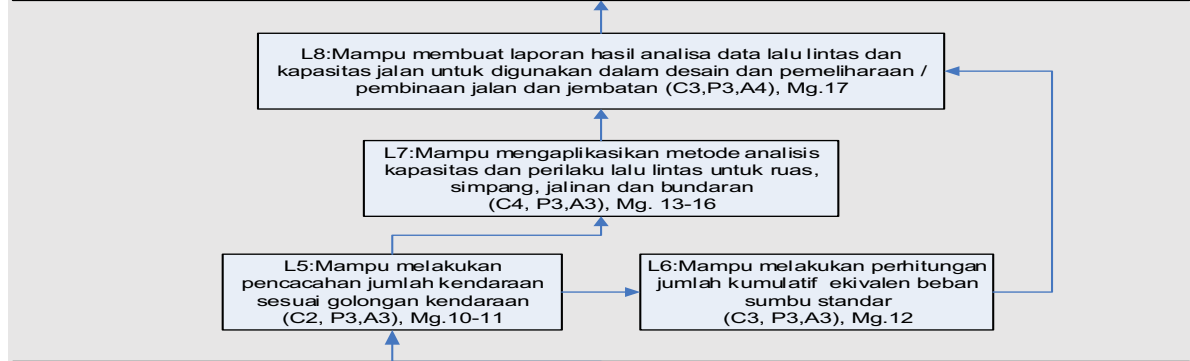 L8:Mampu membuat laporan hasil analisa data lalu lintas dan
kapasitas jalan untuk digunakan dalam desain dan pemeliharaan /
pembinaan jalan dan jembatan (C3,P3,A4), Mg.17
L7:Mampu mengaplikasikan metode analisis
kapasitas dan perilaku lalu lintas untuk ruas,
simpang, jalinan dan bundaran
(C4, P3,A3), Mg. 13-16
L5:Mampu melakukan
pencacahan jumlah kendaraan
sesuai golongan kendaraan
(C2, P3,A3), Mg.10-11
L6:Mampu melakukan perhitungan
jumlah kumulatif ekivalen beban
sumbu standar
(C3, P3,A3), Mg.12